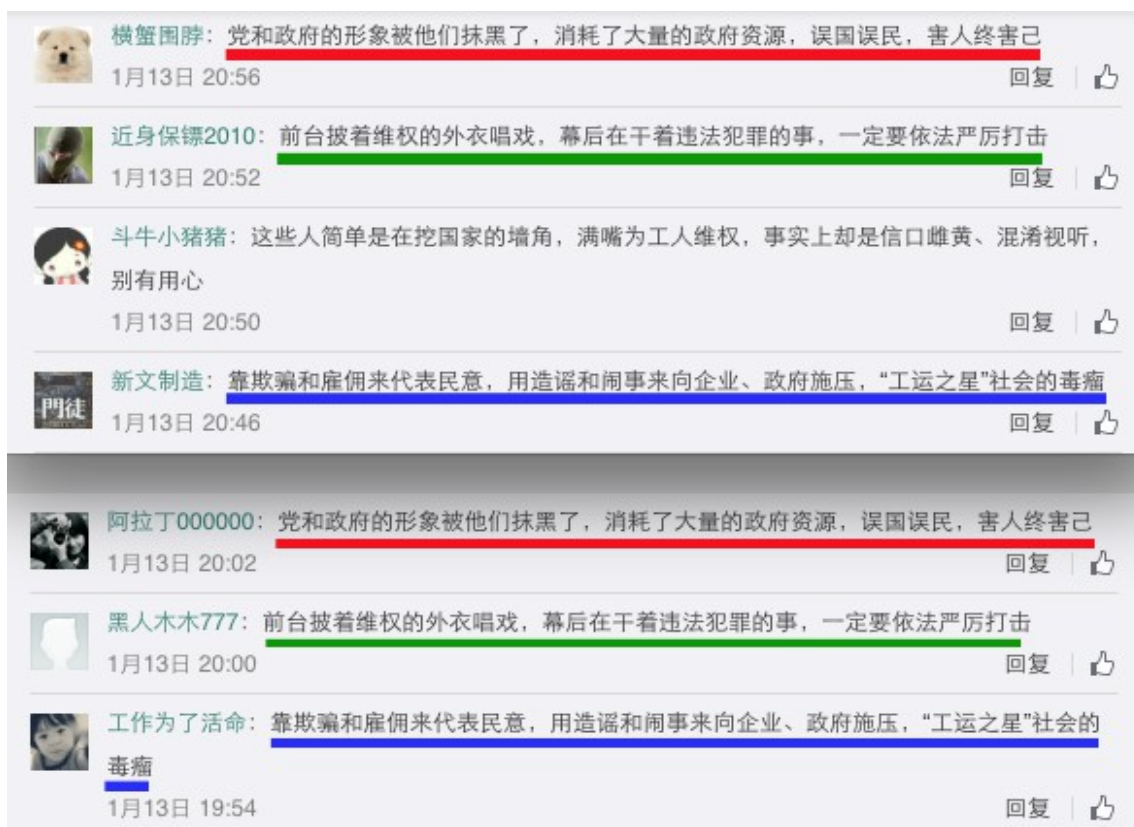 横蟹围脖：党和政府的形象被他们抹黑了，消耗了大量的政府资源，误国误民，害人终害己
1月13日 20:56 回复
近身保镖2010：前台披着维权的外衣唱戏，幕后在干着违法犯罪的事，一定要依法严厉打击
1月13日 20:52 回复
斗牛小猪猪：这些人简单是在挖国家的墙角，满嘴为工人维权，事实上却是信口雌黄、混淆视听，
别有用心
1月13日 20:50 回复
新文制造：靠欺骗和雇佣来代表民意，用造谣和闹事来向企业、政府施压，“工运之星”社会的毒瘤
門徒
1月13日 20:46 回复
阿拉丁000000：党和政府的形象被他们抹黑了，消耗了大量的政府资源，误国误民，害人终害己
1月13日 20:02 回复
黑人木木777：前台披着维权的外衣唱戏，幕后在干着违法犯罪的事，一定要依法严厉打击
1月13日 20:00 回复
工作为了活命：靠欺骗和雇佣来代表民意，用造谣和闹事来向企业、政府施压，“工运之星”社会的
毒瘤
1月13日 19:54 回复